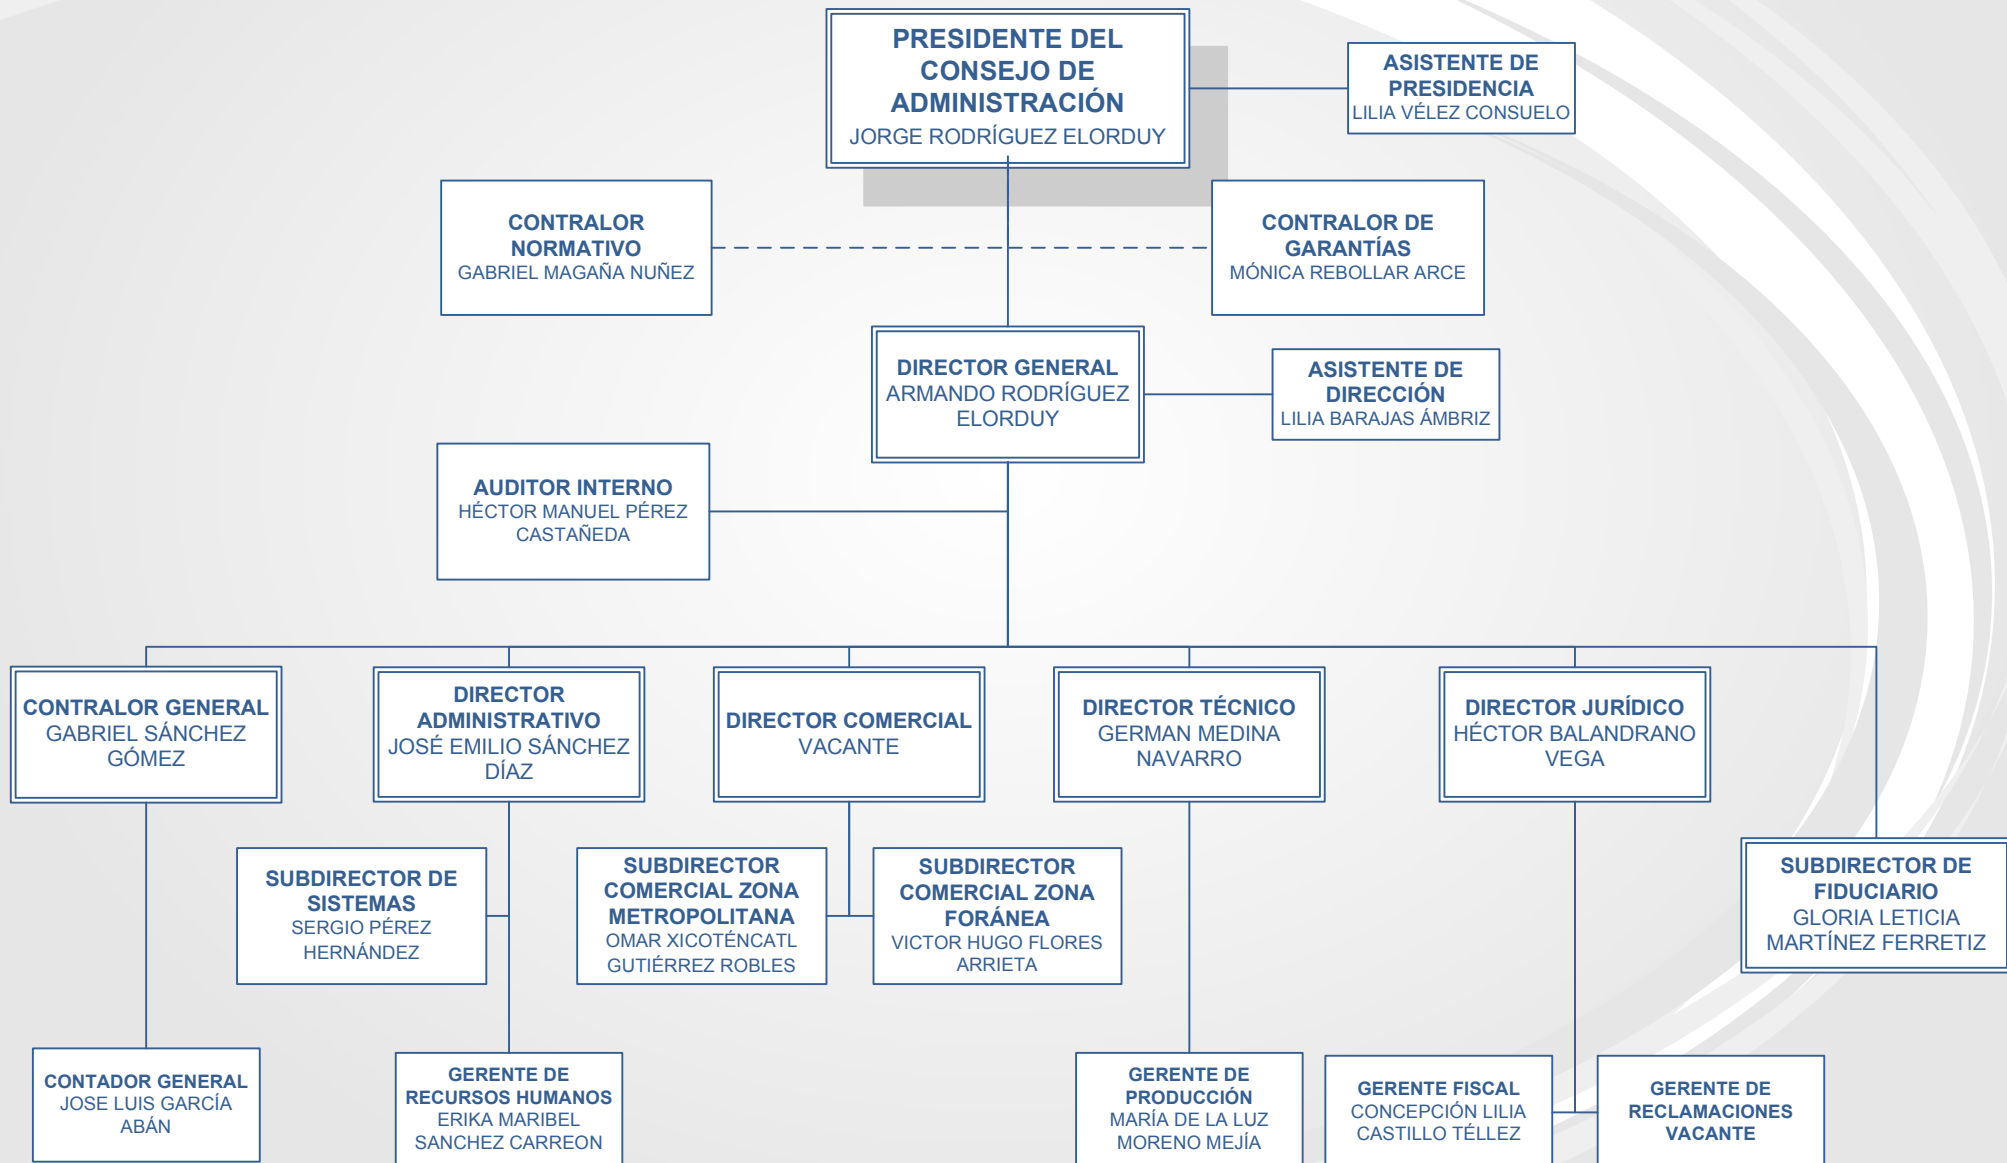 PRESIDENTE DEL
CONSEJO DE
ADMINISTRACIÓN
JORGE RODRÍGUEZ ELORDUY
ASISTENTE DE
PRESIDENCIA
LILIA VÉLEZ CONSUELO
CONTRALOR
NORMATIVO
GABRIEL MAGAÑA NUÑEZ
CONTRALOR DE
GARANTÍAS
MÓNICA REBOLLAR ARCE
DIRECTOR GENERAL
ARMANDO RODRÍGUEZ
ELORDUY
ASISTENTE DE
DIRECCIÓN
LILIA BARAJAS ÁMBRIZ
AUDITOR INTERNO
HÉCTOR MANUEL PÉREZ
CASTAÑEDA
CONTRALOR GENERAL
GABRIEL SÁNCHEZ
GÓMEZ
DIRECTOR
ADMINISTRATIVO
JOSÉ EMILIO SÁNCHEZ
DÍAZ
DIRECTOR COMERCIAL
VACANTE
DIRECTOR TÉCNICO
GERMAN MEDINA
NAVARRO
DIRECTOR JURÍDICO
HÉCTOR BALANDRANO
VEGA
SUBDIRECTOR DE
SISTEMAS
SERGIO PÉREZ
HERNÁNDEZ
SUBDIRECTOR
COMERCIAL ZONA
METROPOLITANA
OMAR XICOTÉNCATL
GUTIÉRREZ ROBLES
SUBDIRECTOR
COMERCIAL ZONA
FORÁNEA
VICTOR HUGO FLORES
ARRIETA
SUBDIRECTOR DE
FIDUCIARIO
GLORIA LETICIA
MARTÍNEZ FERRETIZ
CONTADOR GENERAL
JOSE LUIS GARCÍA
ABÁN
GERENTE DE
RECURSOS HUMANOS
ERIKA MARIBEL
SANCHEZ CARREON
GERENTE DE
PRODUCCIÓN
MARÍA DE LA LUZ
MORENO MEJÍA
GERENTE FISCAL
CONCEPCIÓN LILIA
CASTILLO TÉLLEZ
GERENTE DE
RECLAMACIONES
VACANTE